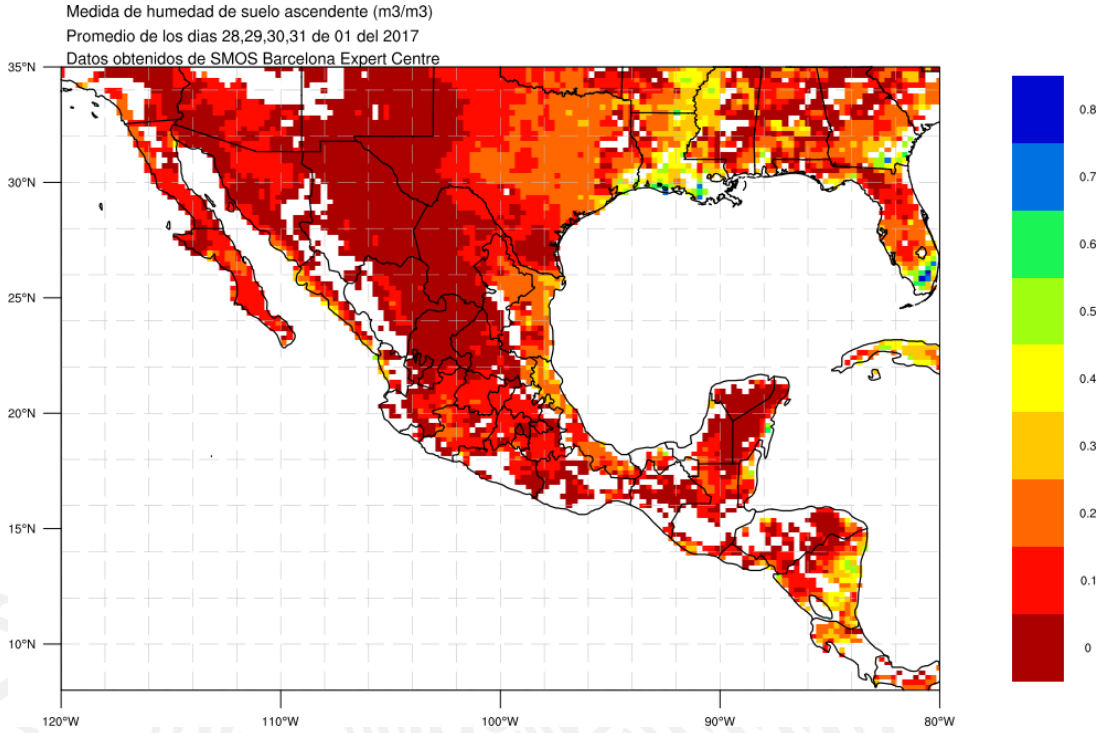 Medida de humedad de suelo ascendente (m3/m3)
Promedio de los dias 28,29,30,31 de 01 del 2017
Datos obtenidos de SMOS Barcelona Expert Centre
35°N
30°N
25°N
20°N
15°N
10°N
120°W 110°W 100°W 90°W 80°W
0.8
0.7
0.6
0.5
0.4
0.3
0.2
0.1
0